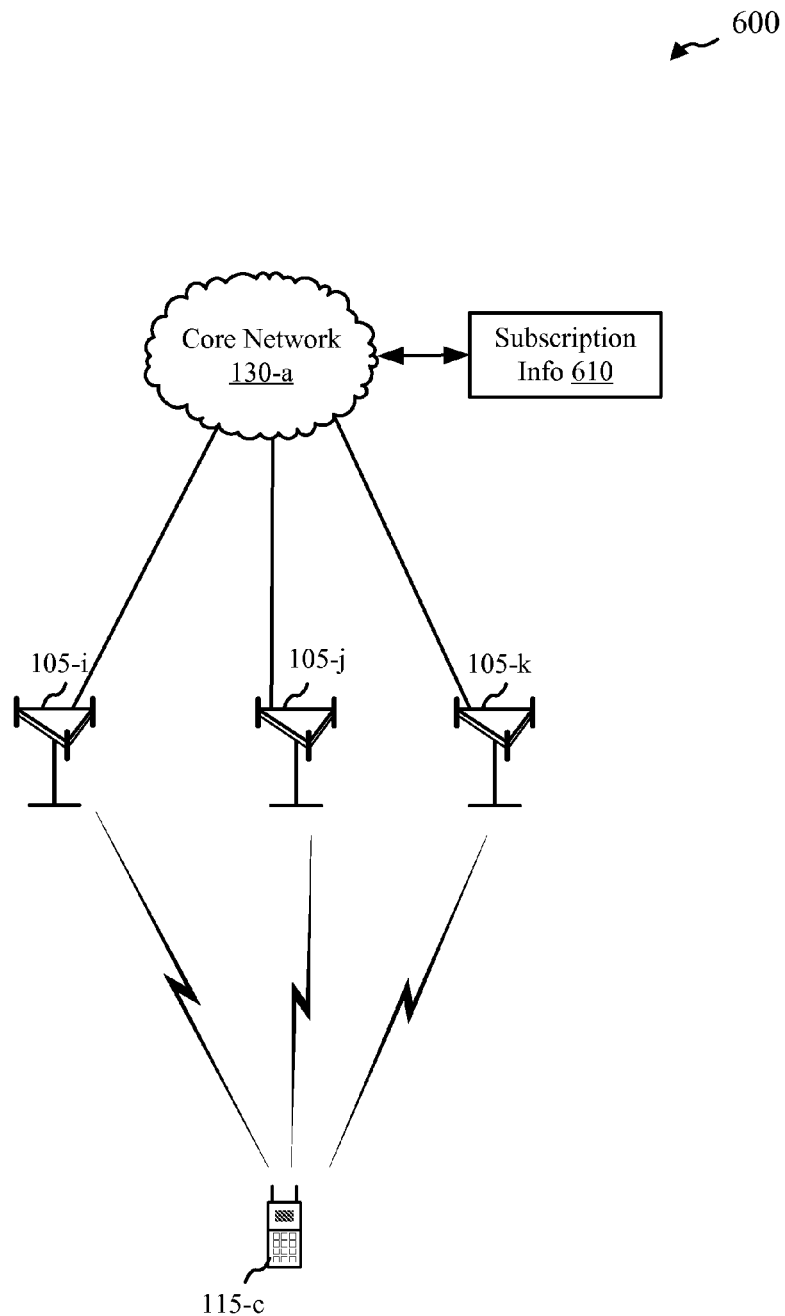 600
Core Network
130-a
Subscription
Info 610
105-i
105-j
105-k
115-c